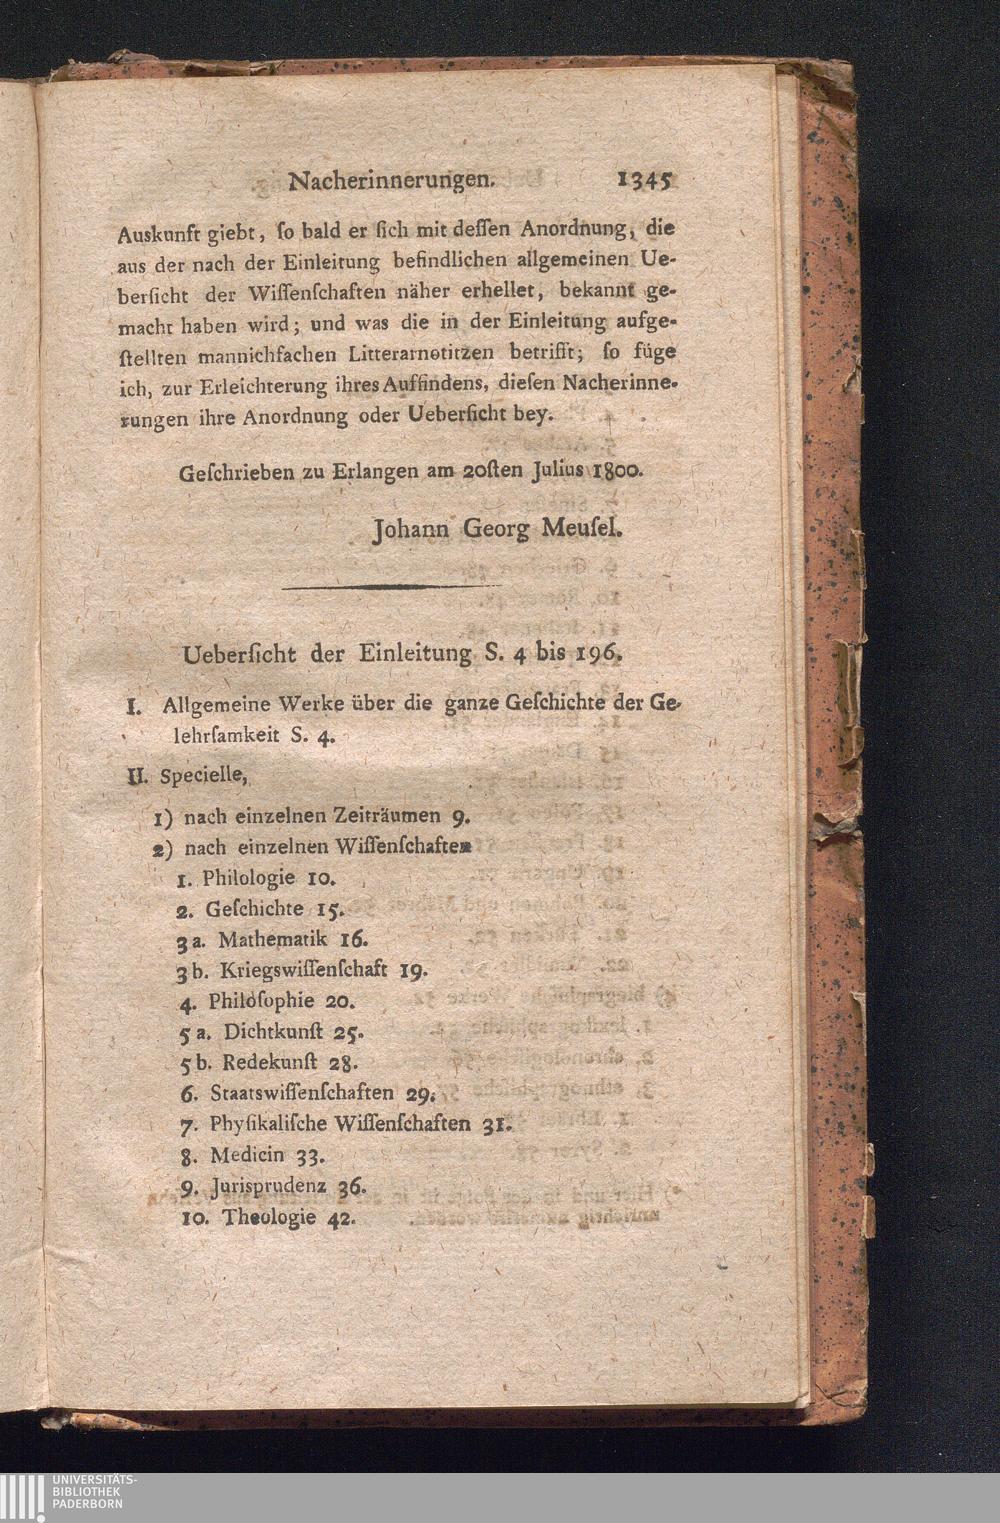 Nacherinnerungen. 1345
Auskunft giebt, ſo bald er ſich mit deſſen Anordnung, die
aus der nach der Einleitung befindlichen allgemeinen Ue-
berſicht der Wiſſenſchaften näher erhellet, bekannt ge-
macht haben wird; und was die in der Einleitung aufge-
ſtellten mannichfachen Litterarnotitzen betrifft; ſo füge
ich, zur Erleichterung ihres Auffindens, dieſen Nacherinne-
rungen ihre Anordnung oder Ueberſicht bey.
Geſchrieben zu Erlangen am 20ſten Julius 1800.
Johann Georg Meuſel.
Ueberſicht der Einleitung S. 4 bis 196.
I. Allgemeine Werke über die ganze Geſchichte der Ge-
lehrſamkeit S. 4.
II. Specielle,
1) nach einzelnen Zeiträumen 9.
2) nach einzelnen Wiſſenſchaften
1. Philologie 10.
2. Geſchichte 15.
3a. Mathematik 16.
3b. Kriegswiſſenſchaft 19.
4. Philoſophie 20.
5a. Dichtkunſt 25.
5b. Redekunſt 28.
6. Staatswiſſenſchaften 29.
7. Phyſikaliſche Wiſſenſchaften 31.
8. Medicin 33.
9. Jurisprudenz 36.
10. Theologie 42.
UNIVERSITÄTS-
BIBLIOTHEK
PADERBORN